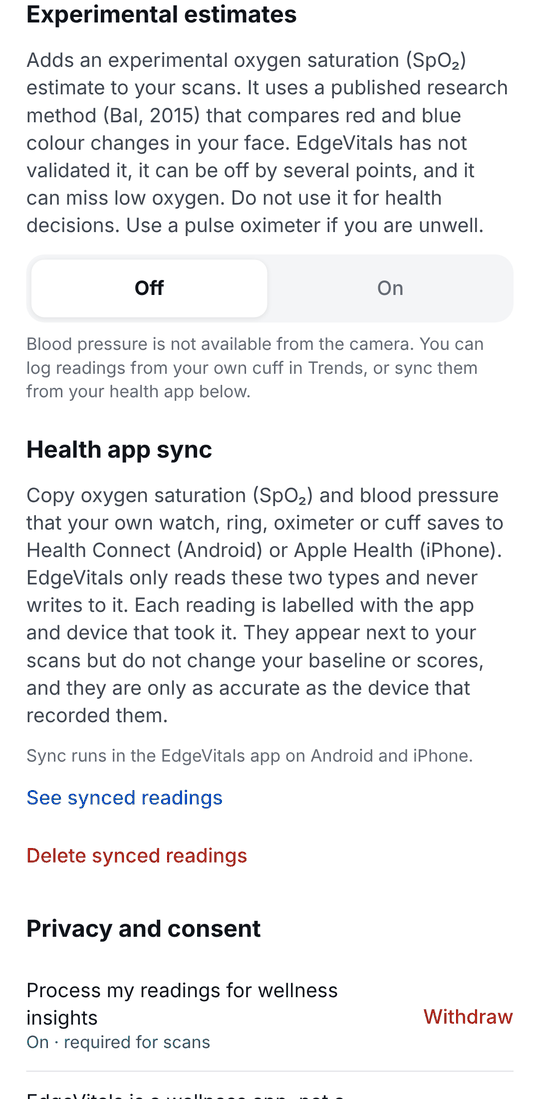 Experimental estimates
Adds an experimental oxygen saturation (SpO₂)
estimate to your scans. It uses a published research
method (Bal, 2015) that compares red and blue
colour changes in your face. EdgeVitals has not
validated it, it can be off by several points, and it
can miss low oxygen. Do not use it for health
decisions. Use a pulse oximeter if you are unwell.
Off
On
Blood pressure is not available from the camera. You can
log readings from your own cuff in Trends, or sync them
from your health app below.
Health app sync
Copy oxygen saturation (SpO₂) and blood pressure
that your own watch, ring, oximeter or cuff saves to
Health Connect (Android) or Apple Health (iPhone).
EdgeVitals only reads these two types and never
writes to it. Each reading is labelled with the app
and device that took it. They appear next to your
scans but do not change your baseline or scores,
and they are only as accurate as the device that
recorded them.
Sync runs in the EdgeVitals app on Android and iPhone.
See synced readings
Delete synced readings
Privacy and consent
Process my readings for wellness
insights
Withdraw
On · required for scans
EdgeVitals is a wellness app, not a